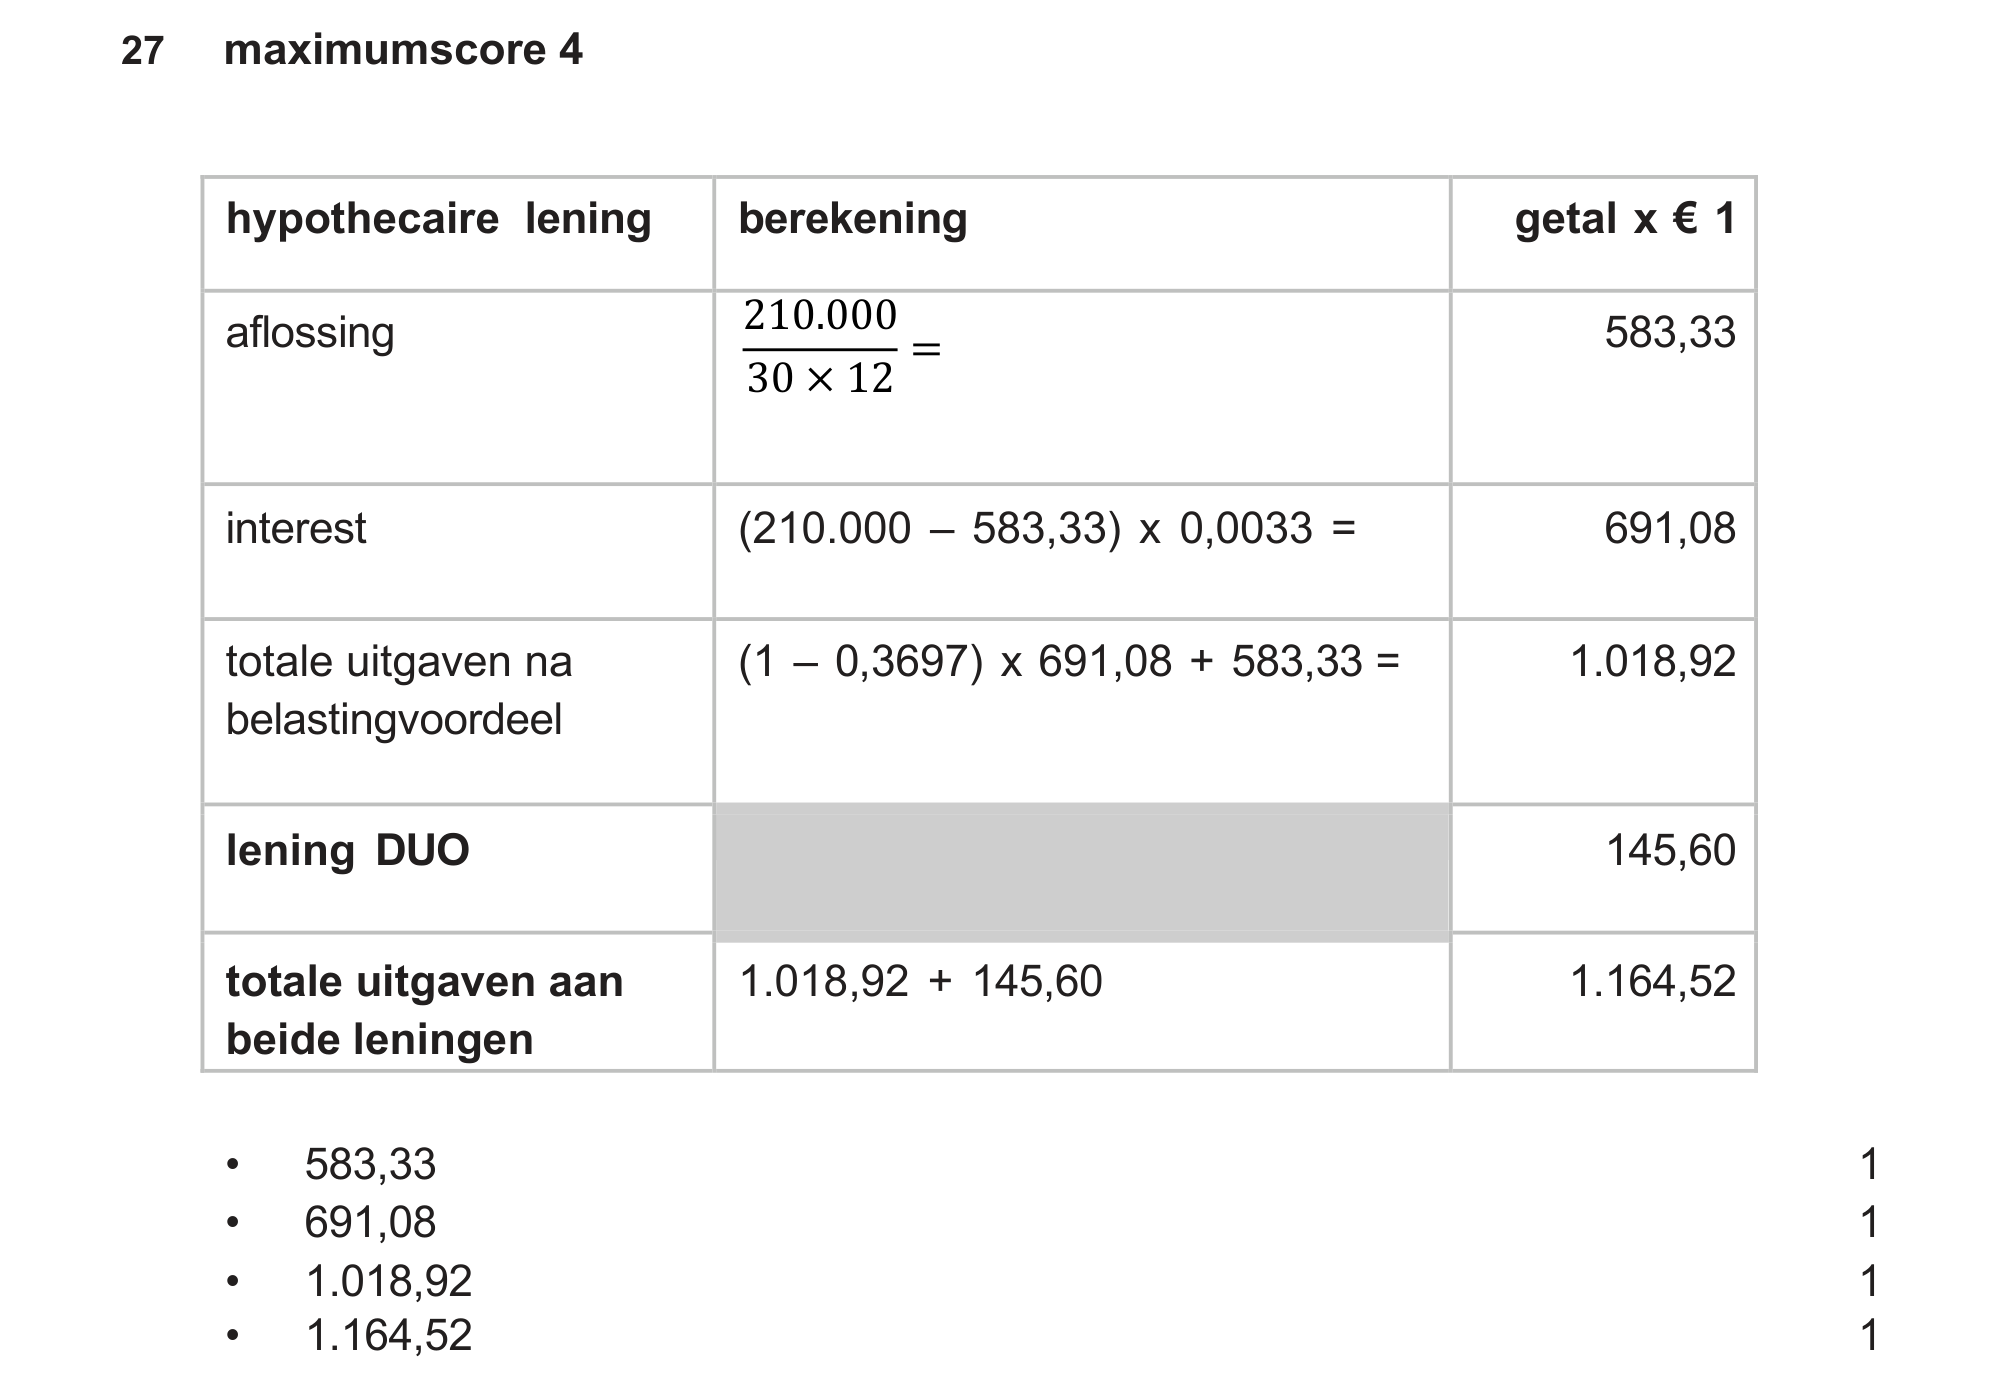 27 maximumscore 4
hypothecaire lening berekening getal x € 1
aflossing 210.000 583,33
30 × 12 =
interest (210.000 – 583,33) x 0,0033 = 691,08
totale uitgaven na (1 – 0,3697) x 691,08 + 583,33 = 1.018,92
belastingvoordeel
lening DUO 145,60
totale uitgaven aan 1.018,92 + 145,60 1.164,52
beide leningen
• 583,33 1
• 691,08 1
• 1.018,92 1
• 1.164,52 1